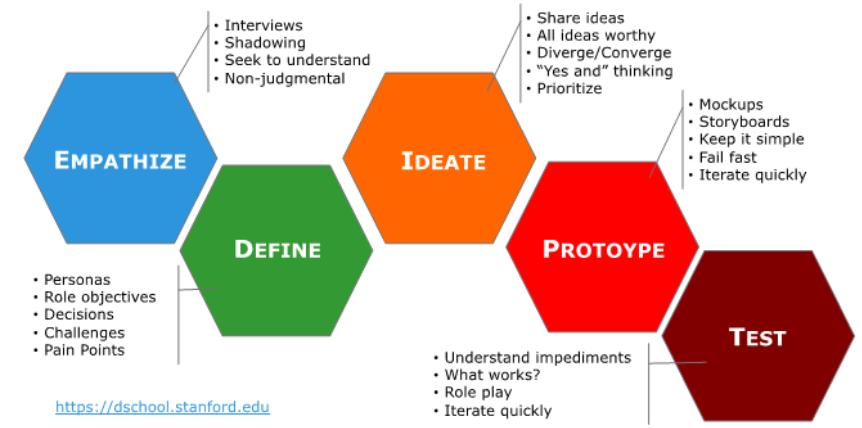 • Interviews
• Shadowing
• Seek to understand
• Non-judgmental
EMPATHIZE
• Personas
• Role objectives
• Decisions
• Challenges
• Pain Points
DEFINE
• Share ideas
• All ideas worthy
• Diverge/Converge
• “Yes and” thinking
• Prioritize
IDEATE
• Mockups
• Storyboards
• Keep it simple
• Fail fast
• Iterate quickly
PROTOYPE
• Understand impediments
• What works?
• Role play
• Iterate quickly
TEST
https://dschool.stanford.edu